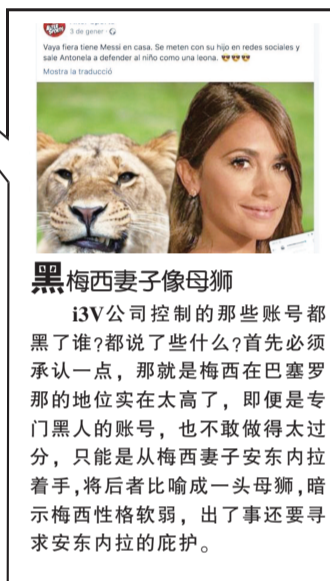 3 de gener
Vaya fiera tiene Messi en casa. Se meten con su hijo en redes sociales y
sale Antonela a defender al niño como una leona. 😎😎😎
Mostra la traducció
黑梅西妻子像母狮
i3V公司控制的那些账号都
黑了谁?都说了些什么?首先必须
承认一点，那就是梅西在巴塞罗
那的地位实在太高了，即便是专
门黑人的账号，也不敢做得太过
分，只能是从梅西妻子安东内拉
着手,将后者比喻成一头母狮,暗
示梅西性格软弱，出了事还要寻
求安东内拉的庇护。